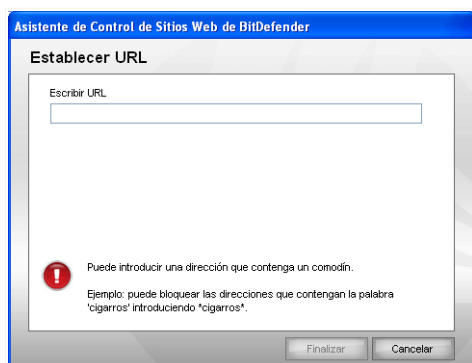 Asistente de Control de Sitios Web de BitDefender
Establecer URL
Escribir URL
Puede introducir una dirección que contenga un comodín.
Ejemplo: puede bloquear las direcciones que contengan la palabra
'cigarros' introduciendo *cigarros*.
Finalizar
Cancelar